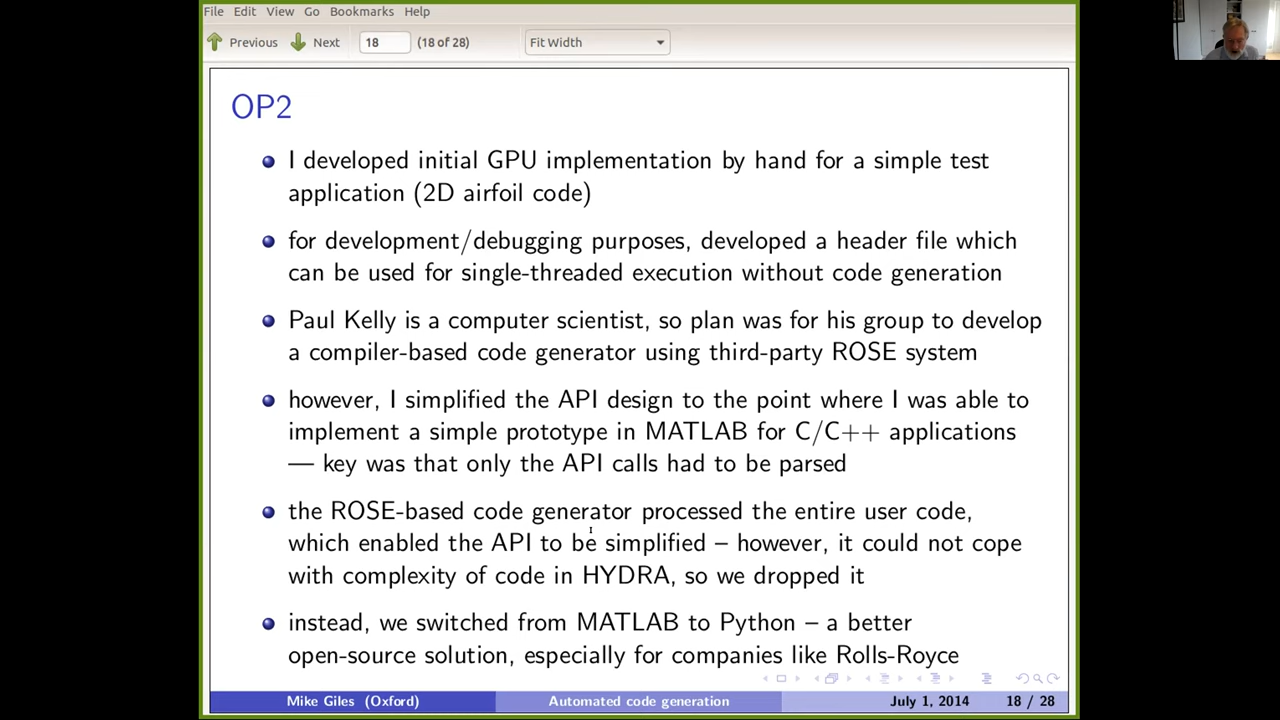 File Edit View Go Bookmarks Help
Previous Next 18 (18 of 28) Fit Width
OP2
I developed initial GPU implementation by hand for a simple test
application (2D airfoil code)
for development/debugging purposes, developed a header file which
can be used for single-threaded execution without code generation
Paul Kelly is a computer scientist, so plan was for his group to develop
a compiler-based code generator using third-party ROSE system
however, I simplified the API design to the point where I was able to
implement a simple prototype in MATLAB for C/C++ applications
— key was that only the API calls had to be parsed
the ROSE-based code generator processed the entire user code,
which enabled the API to be simplified – however, it could not cope
with complexity of code in HYDRA, so we dropped it
instead, we switched from MATLAB to Python – a better
open-source solution, especially for companies like Rolls-Royce
Mike Giles (Oxford) Automated code generation July 1, 2014 18 / 28